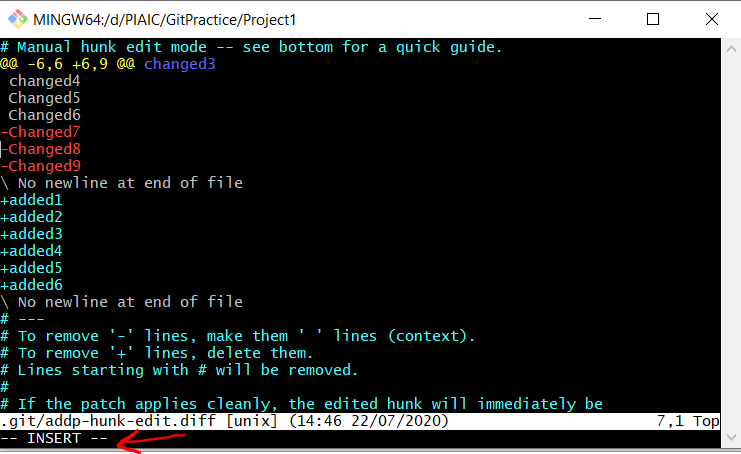 MINGW64:/d/PIAIC/GitPractice/Project1
# Manual hunk edit mode -- see bottom for a quick guide.
@@ -6,6 +6,9 @@ changed3
 changed4
 Changed5
 Changed6
-Changed7
-Changed8
-Changed9
\ No newline at end of file
+added1
+added2
+added3
+added4
+added5
+added6
\ No newline at end of file
# ---
# To remove '-' lines, make them ' ' lines (context).
# To remove '+' lines, delete them.
# Lines starting with # will be removed.
#
# If the patch applies cleanly, the edited hunk will immediately be
.git/addp-hunk-edit.diff [unix] (14:46 22/07/2020) 7,1 Top
-- INSERT --